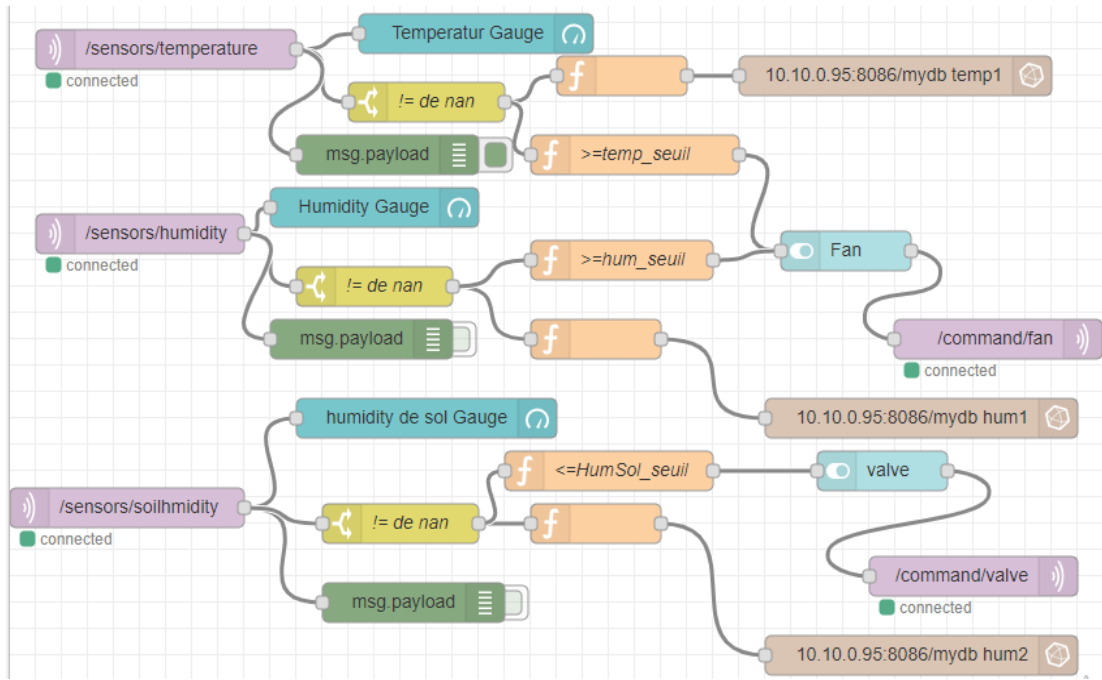 Temperatur Gauge
/sensors/temperature
connected
10.10.0.95:8086/mydb temp1
!= de nan
msg.payload
>=temp_seuil
Humidity Gauge
/sensors/humidity
connected
>=hum_seuil
Fan
!= de nan
msg.payload
/command/fan
connected
humidity de sol Gauge
10.10.0.95:8086/mydb hum1
<=HumSol_seuil
valve
/sensors/soilhmidity
connected
!= de nan
/command/valve
connected
msg.payload
10.10.0.95:8086/mydb hum2